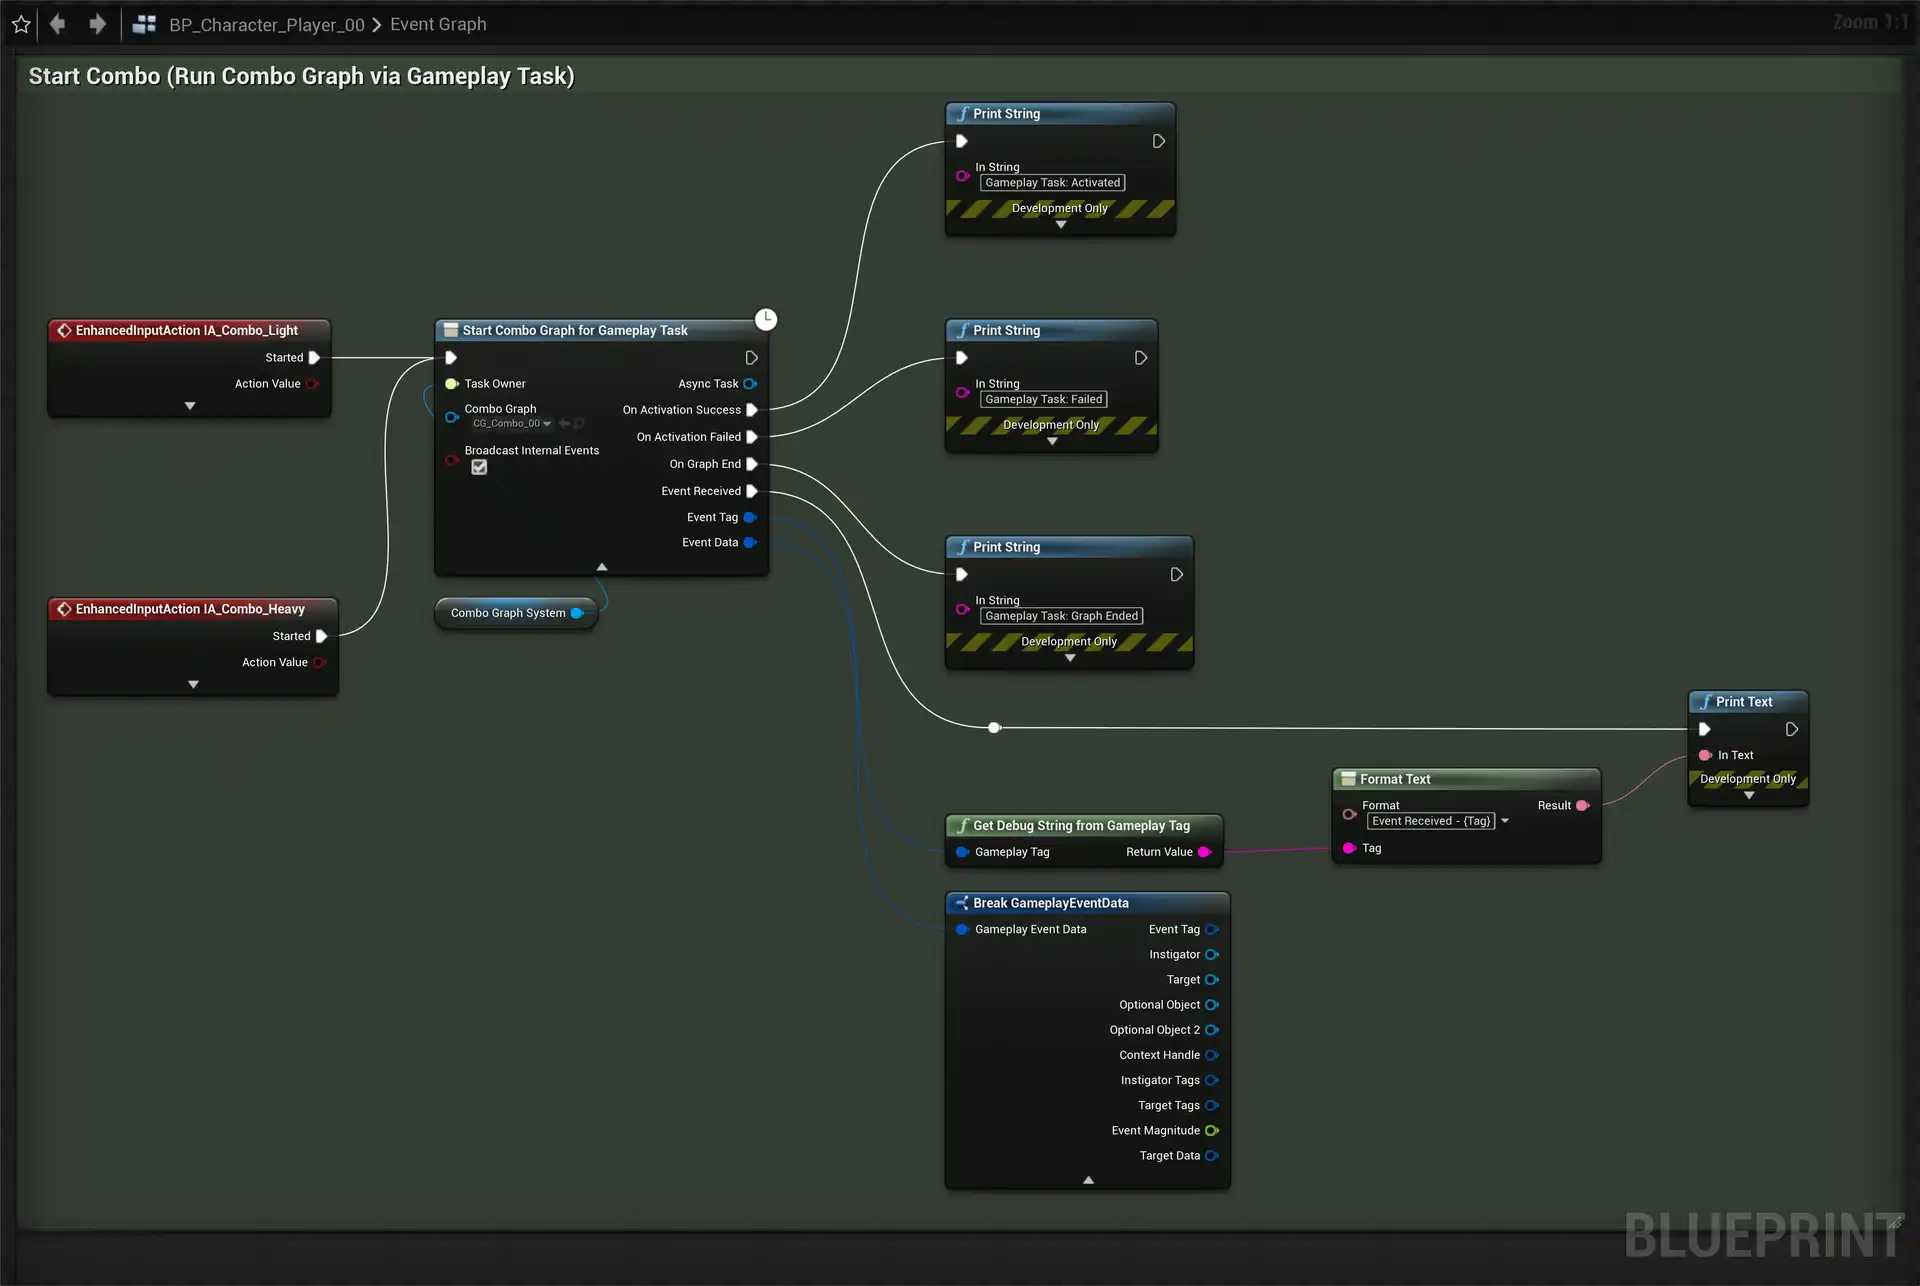 BP_Character_Player_00 > Event Graph
Zoom 1:1
Start Combo (Run Combo Graph via Gameplay Task)
Print String
In String
Gameplay Task: Activated
Development Only
EnhancedInputAction IA_Combo_Light
Started
Action Value
Start Combo Graph for Gameplay Task
Task Owner
Async Task
Combo Graph
CG_Combo_00
On Activation Success
On Activation Failed
Broadcast Internal Events
On Graph End
Event Received
Event Tag
Event Data
Print String
In String
Gameplay Task: Failed
Development Only
EnhancedInputAction IA_Combo_Heavy
Started
Action Value
Combo Graph System
Print String
In String
Gameplay Task: Graph Ended
Development Only
Print Text
In Text
Development Only
Format Text
Format
Result
Event Received - {Tag}
Tag
Get Debug String from Gameplay Tag
Gameplay Tag
Return Value
Break GameplayEventData
Gameplay Event Data
Event Tag
Instigator
Target
Optional Object
Optional Object 2
Context Handle
Instigator Tags
Target Tags
Event Magnitude
Target Data
BLUEPRINT